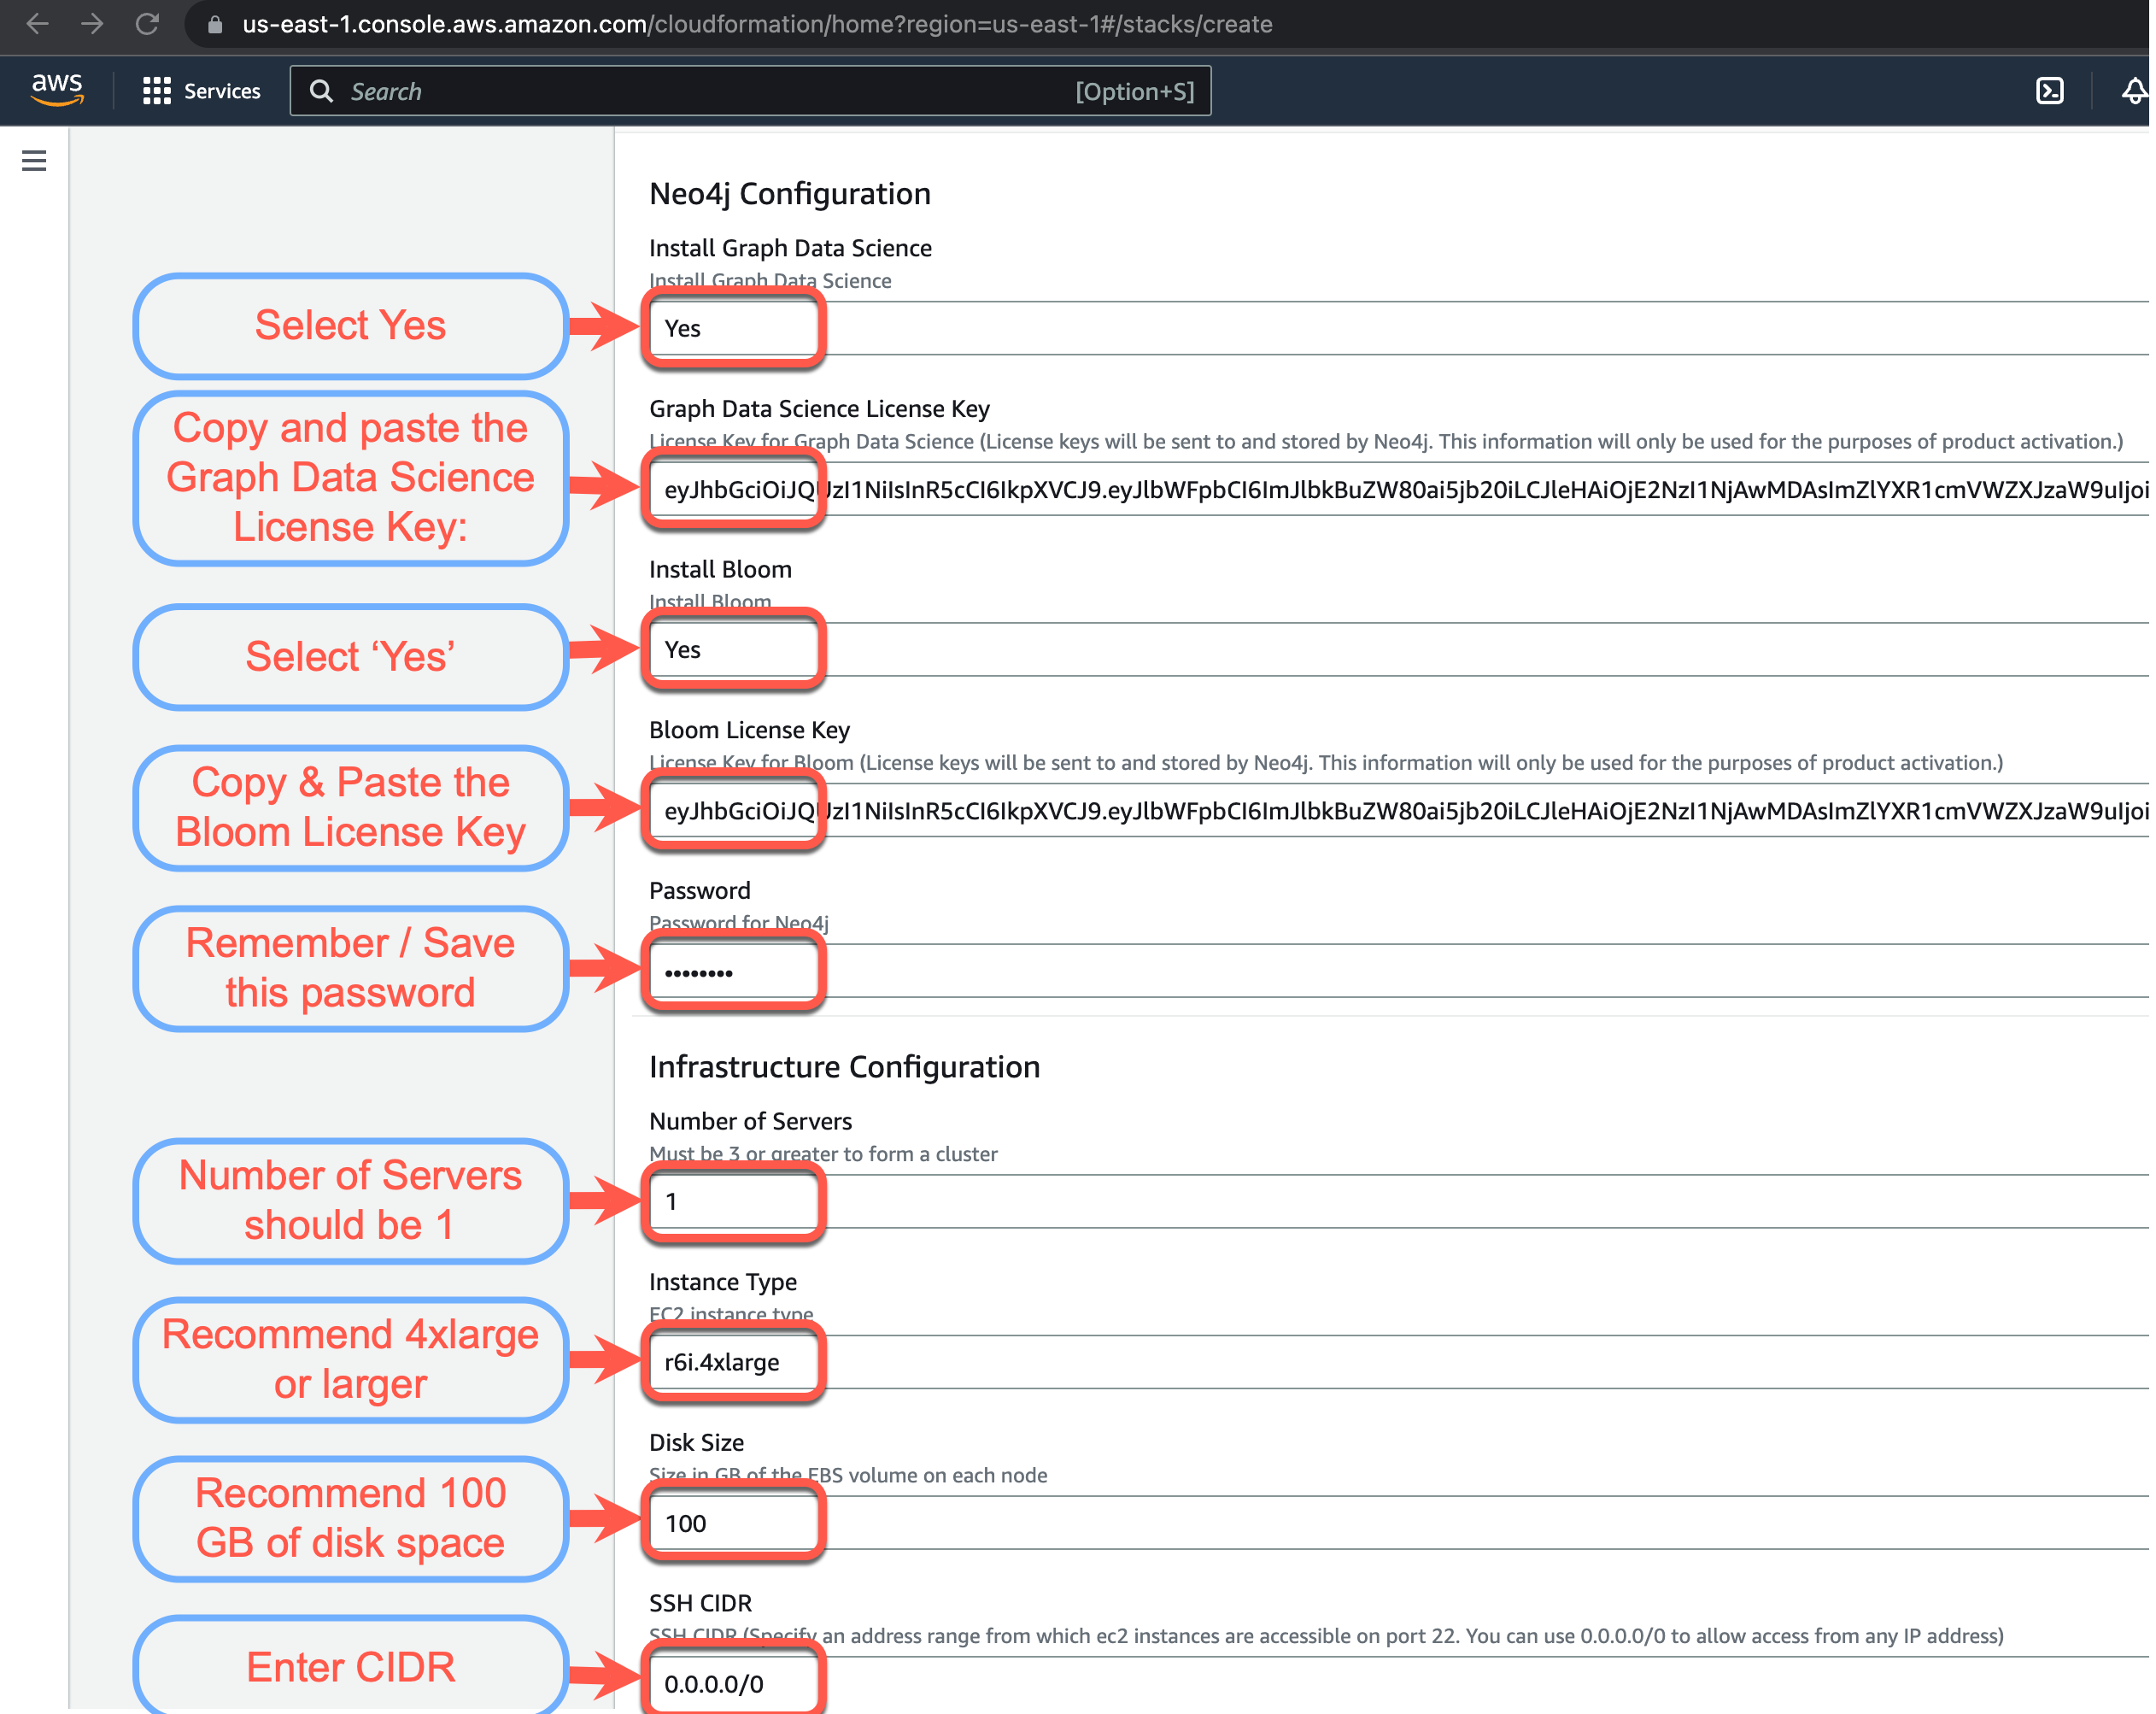 us-east-1.console.aws.amazon.com/cloudformation/home?region=us-east-1#/stacks/create
aws
Services
Search
[Option+S]
Neo4j Configuration
Install Graph Data Science
Install Graph Data Science
Select Yes
Yes
Graph Data Science License Key
License Key for Graph Data Science (License keys will be sent to and stored by Neo4j. This information will only be used for the purposes of product activation.)
Copy and paste the
Graph Data Science
License Key:
eyJhbGciOiJQUzI1NiIsInR5cCI6IkpXVCJ9.eyJlbWFpbCI6ImJlbkBuZW80ai5jb20iLCJleHAiOjE2NzI1NjAwMDAsImZlYXR1cmVWZXJzaW9uIjoi
Install Bloom
Install Bloom
Select ‘Yes’
Yes
Bloom License Key
License Key for Bloom (License keys will be sent to and stored by Neo4j. This information will only be used for the purposes of product activation.)
Copy & Paste the
Bloom License Key
eyJhbGciOiJQUzI1NiIsInR5cCI6IkpXVCJ9.eyJlbWFpbCI6ImJlbkBuZW80ai5jb20iLCJleHAiOjE2NzI1NjAwMDAsImZlYXR1cmVWZXJzaW9uIjoi
Password
Password for Neo4j
Remember / Save
this password
••••••••
Infrastructure Configuration
Number of Servers
Must be 3 or greater to form a cluster
Number of Servers
should be 1
1
Instance Type
EC2 instance type
Recommend 4xlarge
or larger
r6i.4xlarge
Disk Size
Size in GB of the EBS volume on each node
Recommend 100
GB of disk space
100
SSH CIDR
SSH CIDR (Specify an address range from which ec2 instances are accessible on port 22. You can use 0.0.0.0/0 to allow access from any IP address)
Enter CIDR
0.0.0.0/0